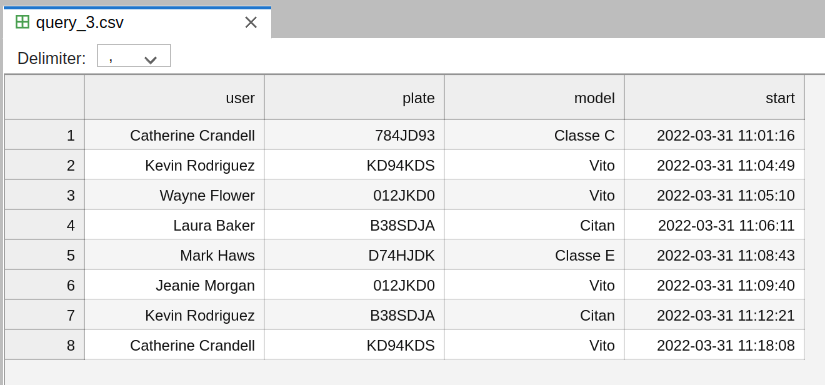 query_3.csv
Delimiter: ,
user plate model start
1 Catherine Crandell 784JD93 Classe C 2022-03-31 11:01:16
2 Kevin Rodriguez KD94KDS Vito 2022-03-31 11:04:49
3 Wayne Flower 012JKD0 Vito 2022-03-31 11:05:10
4 Laura Baker B38SDJA Citan 2022-03-31 11:06:11
5 Mark Haws D74HJDK Classe E 2022-03-31 11:08:43
6 Jeanie Morgan 012JKD0 Vito 2022-03-31 11:09:40
7 Kevin Rodriguez B38SDJA Citan 2022-03-31 11:12:21
8 Catherine Crandell KD94KDS Vito 2022-03-31 11:18:08